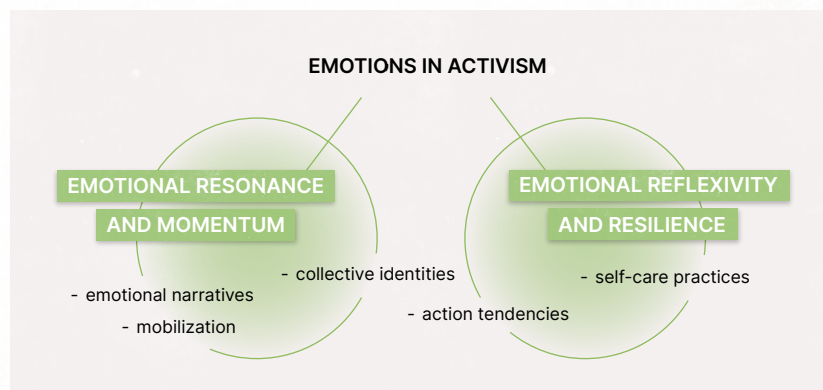 EMOTIONS IN ACTIVISM
EMOTIONAL RESONANCE
AND MOMENTUM
- collective identities
- emotional narratives
- mobilization
EMOTIONAL REFLEXIVITY
AND RESILIENCE
- self-care practices
- action tendencies